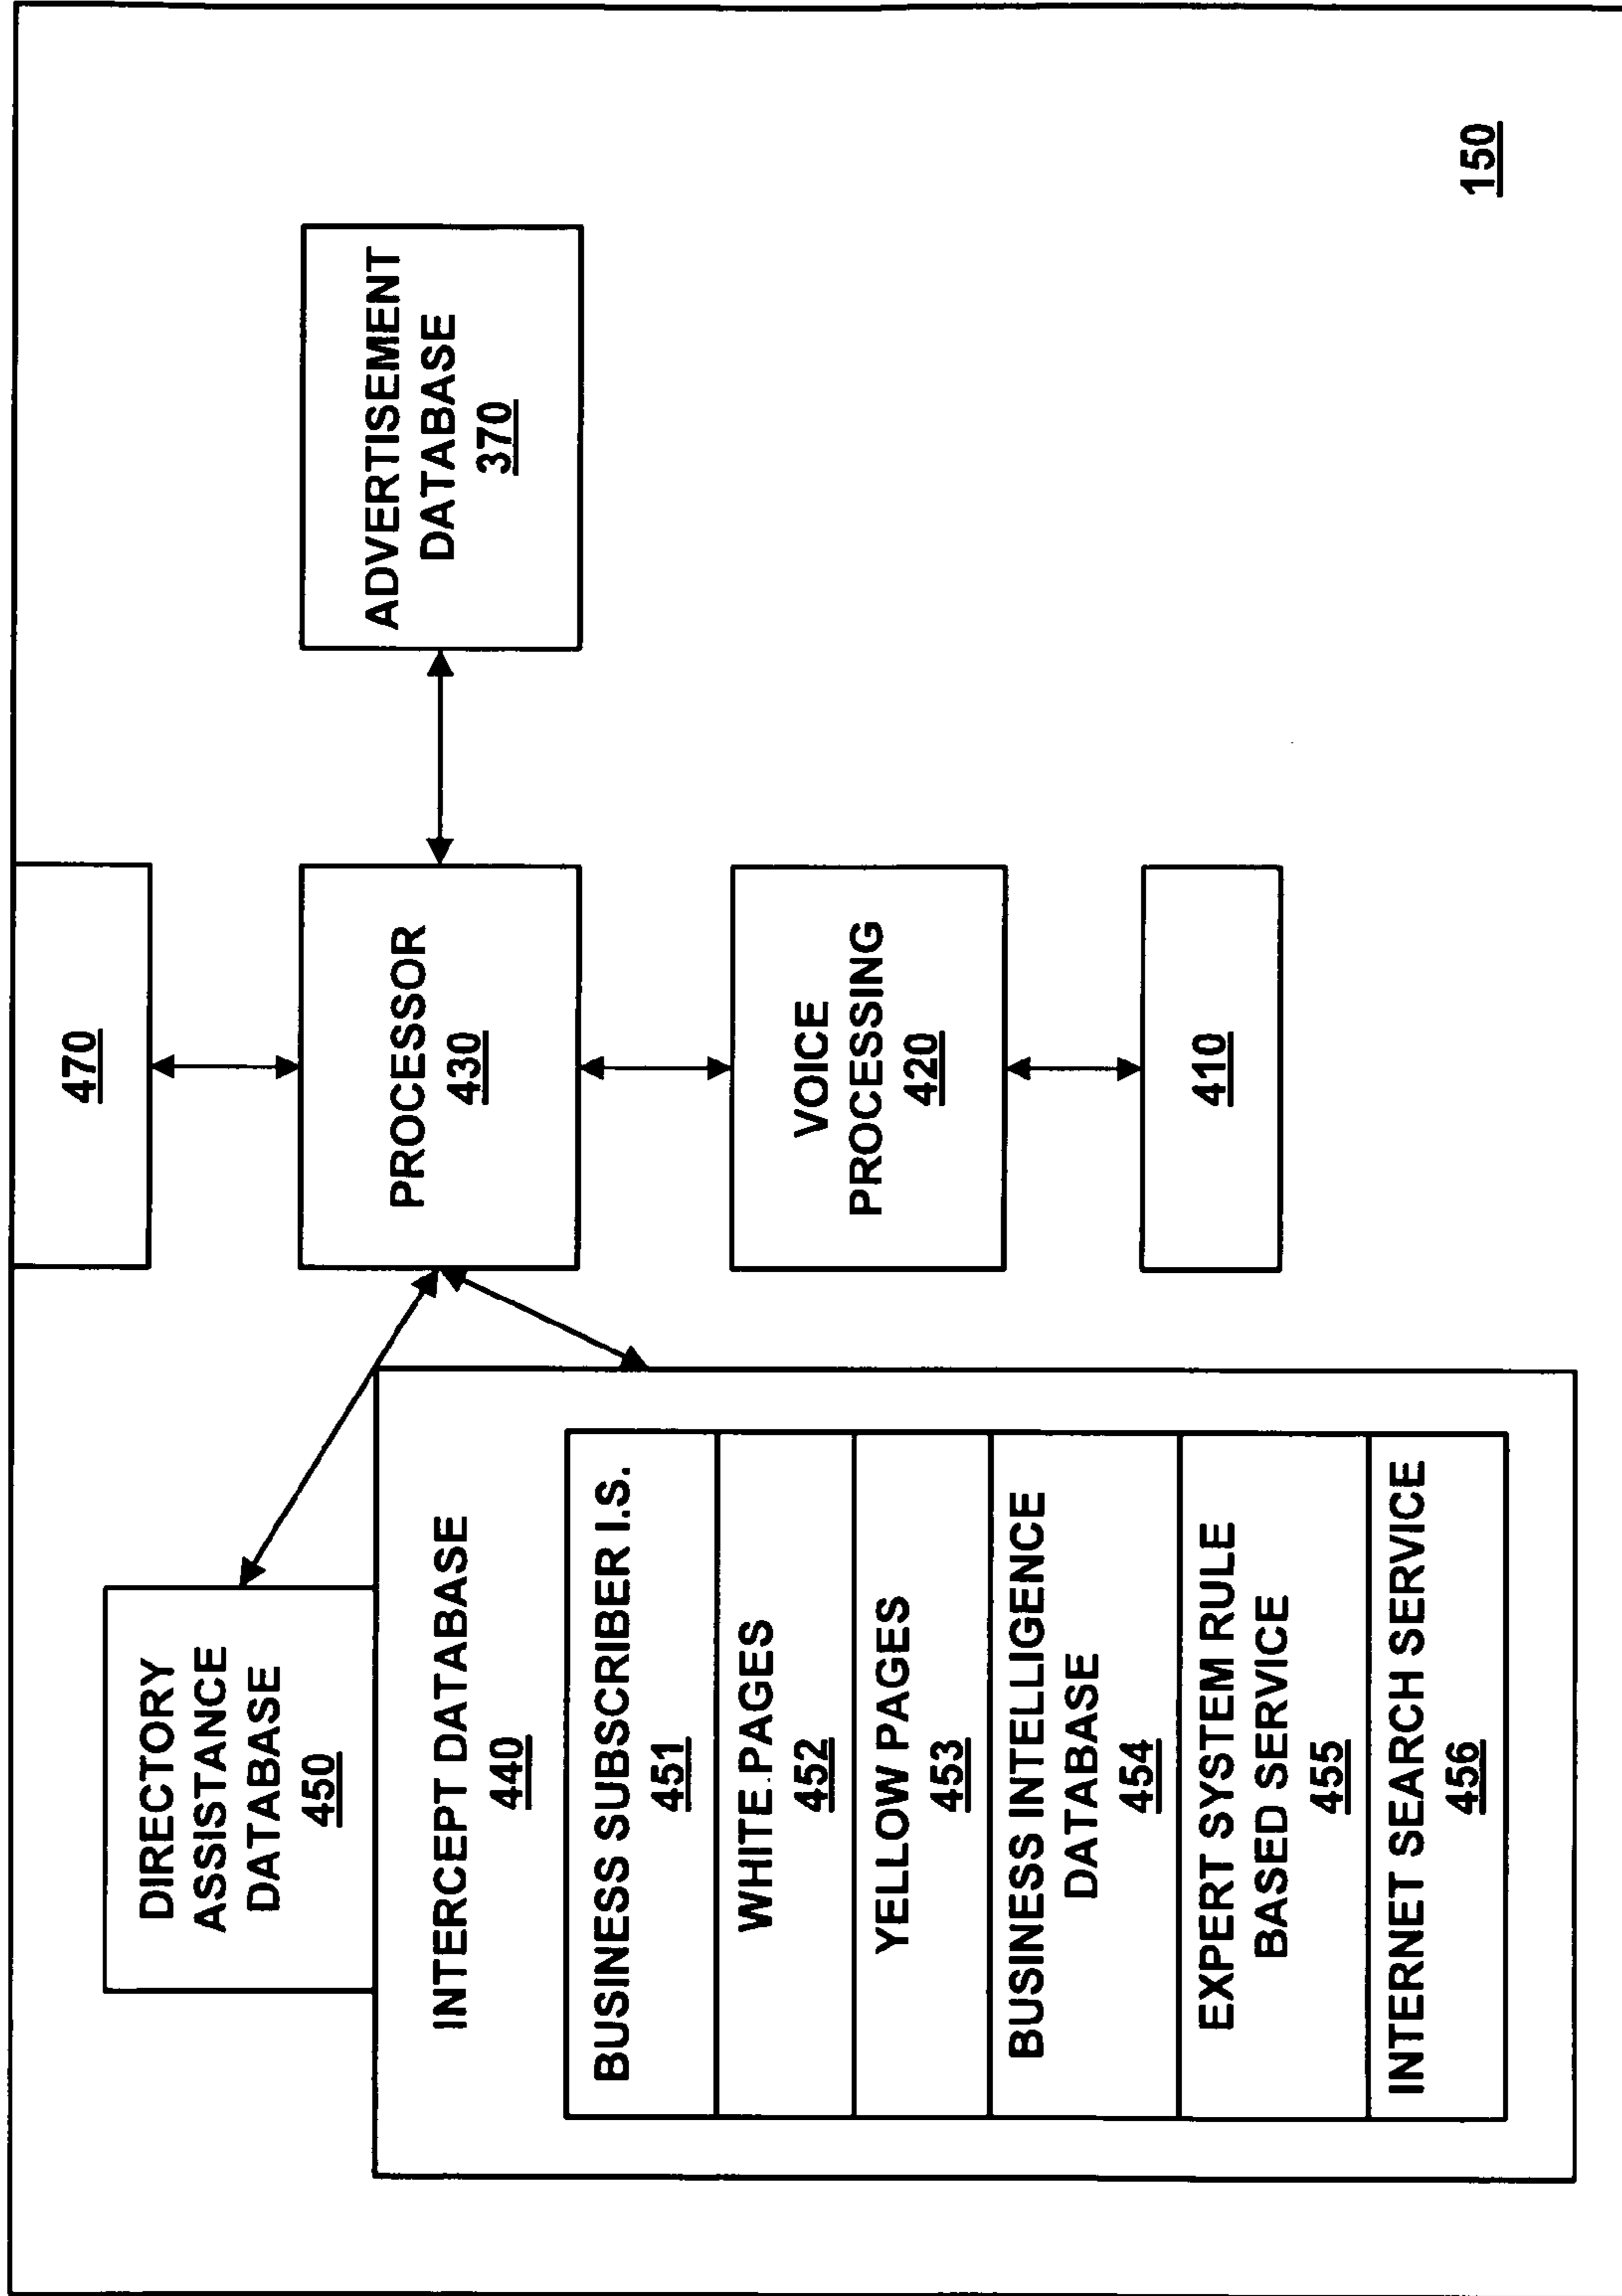 DIRECTORY
ASSISTANCE
DATABASE
450
INTERCEPT DATABASE
440
BUSINESS SUBSCRIBER I.S.
451
WHITE PAGES
452
YELLOW PAGES
453
BUSINESS INTELLIGENCE
DATABASE
454
EXPERT SYSTEM RULE
BASED SERVICE
455
INTERNET SEARCH SERVICE
456
470
PROCESSOR
430
VOICE
PROCESSING
420
410
ADVERTISEMENT
DATABASE
370
150